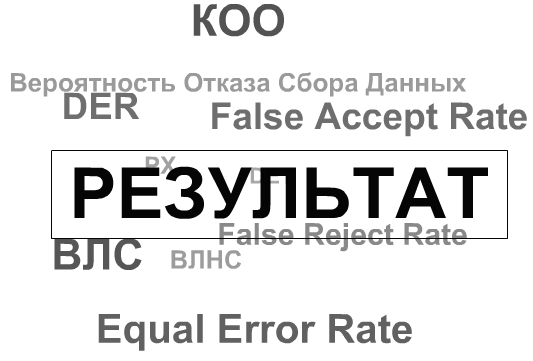 КОО
Вероятность Отказа Сбора Данных
DER
False Accept Rate
РЕЗУЛЬТАТ
False Reject Rate
ВЛС
ВЛНС
Equal Error Rate